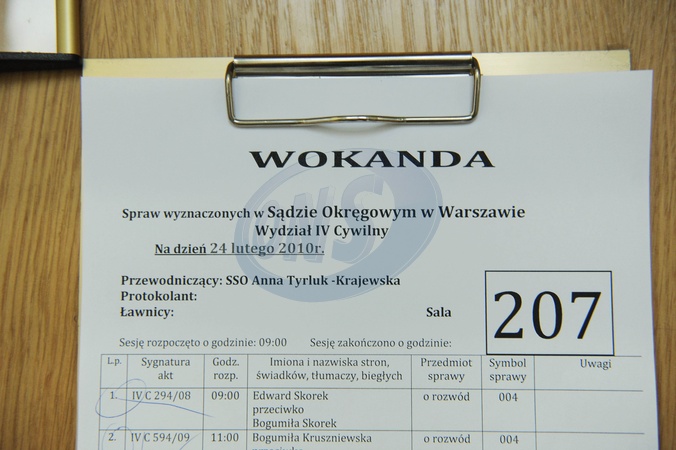 WOKANDA
ONS
Spraw wyznaczonych w Sądzie Okręgowym w Warszawie
Wydział IV Cywilny
Na dzień 24 lutego 2010r.
Przewodniczący: SSO Anna Tyrluk -Krajewska
Protokolant:
Ławnicy:
Sala 207
Sesję rozpoczęto o godzinie: 09:00 Sesję zakończono o godzinie:
L.p. Sygnatura akt Godz. rozp. Imiona i nazwiska stron, świadków, tłumaczy, biegłych Przedmiot sprawy Symbol sprawy Uwagi
1. IV C 294/08 09:00 Edward Skorek o rozwód 004
przeciwko
Bogumiła Skorek
2. IV C 594/09 11:00 Bogumiła Kruszniewska o rozwód 004